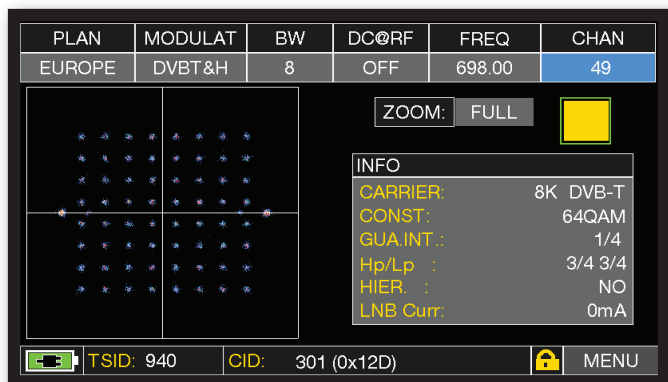 PLAN MODULAT BW DC@RF FREQ CHAN
EUROPE DVBT&H 8 OFF 698.00 49
ZOOM: FULL
INFO
CARRIER: 8K DVB-T
CONST: 64QAM
GUA.INT.: 1/4
Hp/Lp : 3/4 3/4
HIER. : NO
LNB Curr: 0mA
TSID: 940 CID: 301 (0x12D) MENU